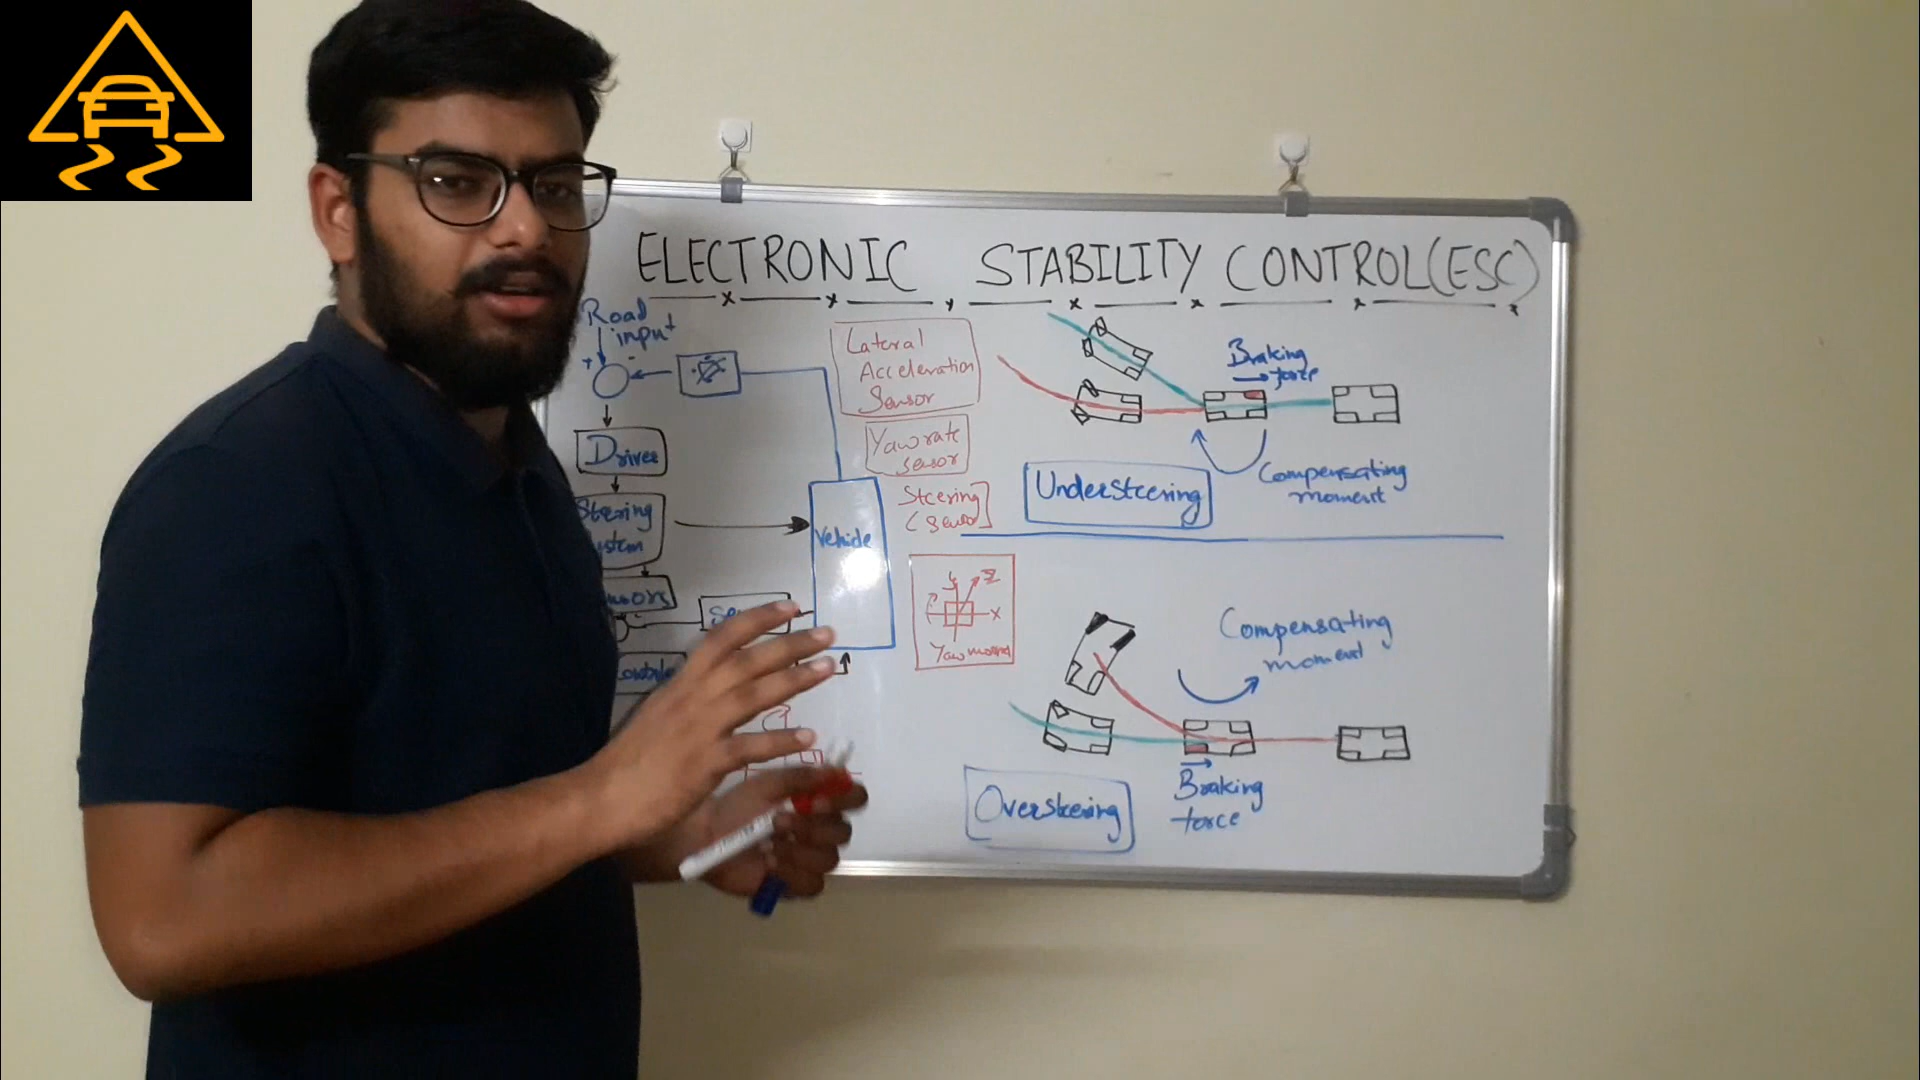 ELECTRONIC STABILITY CONTROL(ESC)
Road
input
+
-
Driver
Steering
System
Sensors
Vehicle
Lateral
Acceleration
Sensor
Yaw rate
sensor
Steering
Sensor
x
Yaw moment
Braking
force
Compensating
moment
Understeering
Compensating
moment
Braking
force
Oversteering